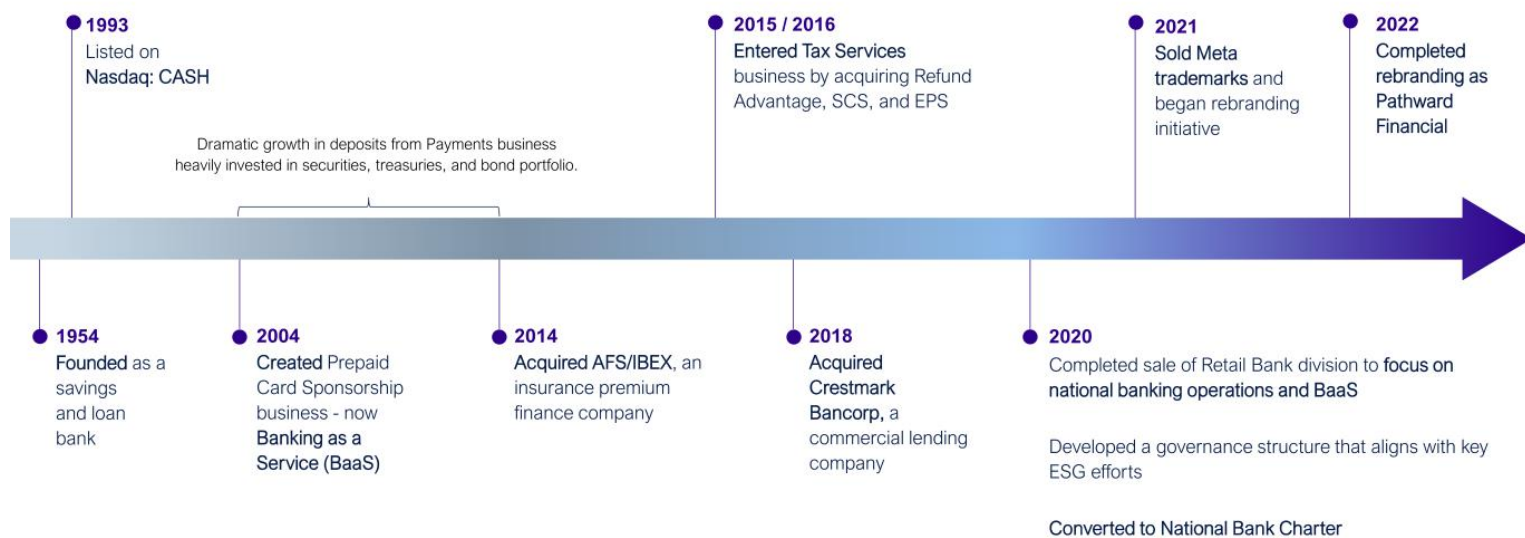 1993
Listed on
Nasdaq: CASH
2015 / 2016
Entered Tax Services
business by acquiring Refund
Advantage, SCS, and EPS
2021
Sold Meta
trademarks and
began rebranding
initiative
2022
Completed
rebranding as
Pathward
Financial
Dramatic growth in deposits from Payments business
heavily invested in securities, treasuries, and bond portfolio.
1954
Founded as a
savings
and loan
bank
2004
Created Prepaid
Card Sponsorship
business - now
Banking as a
Service (BaaS)
2014
Acquired AFS/IBEX, an
insurance premium
finance company
2018
Acquired
Crestmark
Bancorp, a
commercial lending
company
2020
Completed sale of Retail Bank division to focus on
national banking operations and BaaS
Developed a governance structure that aligns with key
ESG efforts
Converted to National Bank Charter